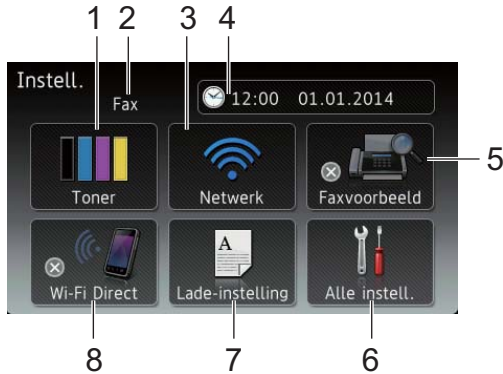 1 2 3 4
Instell.
Fax
12:00 01.01.2014
5
Toner Netwerk Faxvoorbeeld
A
Wi-Fi Direct Lade-instelling Alle instell.
8 7 6